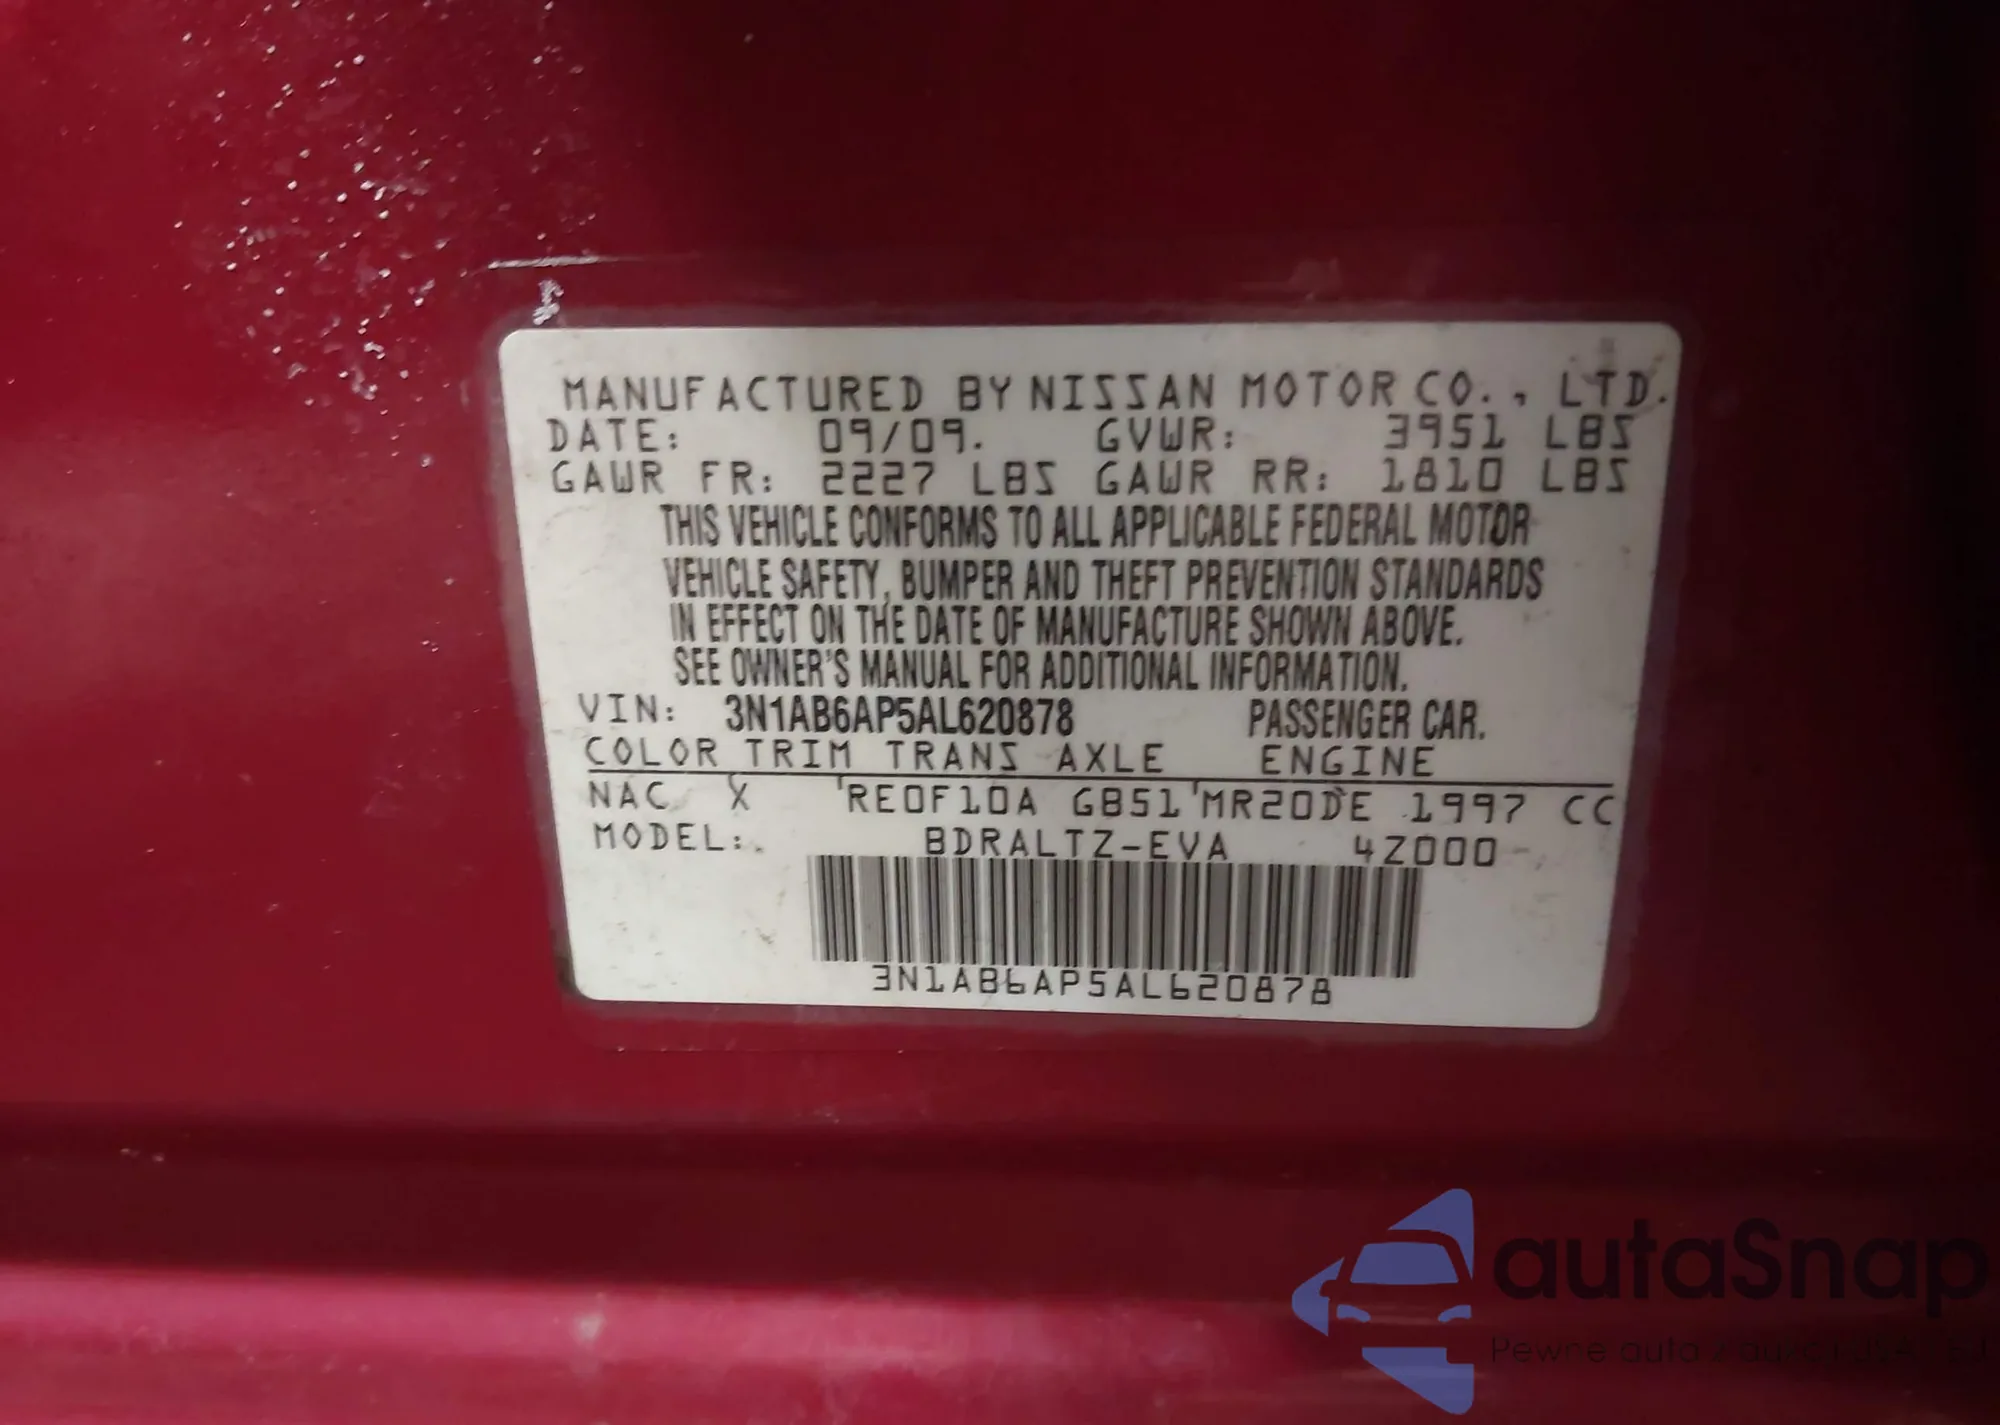 MANUFACTURED BY NISSAN MOTOR CO., LTD.
DATE: 09/09. GVWR: 3951 LBS
GAWR FR: 2227 LBS GAWR RR: 1810 LBS
THIS VEHICLE CONFORMS TO ALL APPLICABLE FEDERAL MOTOR
VEHICLE SAFETY, BUMPER AND THEFT PREVENTION STANDARDS
IN EFFECT ON THE DATE OF MANUFACTURE SHOWN ABOVE.
SEE OWNER'S MANUAL FOR ADDITIONAL INFORMATION.
VIN: 3N1AB6AP5AL620878 PASSENGER CAR.
COLOR TRIM TRANS AXLE ENGINE
NAC X RE0F10A GB51 MR20DE 1997 CC
MODEL: BDRALTZ-EVA 4Z000
3N1AB6AP5AL620878
autaSnap
Pewne auto z